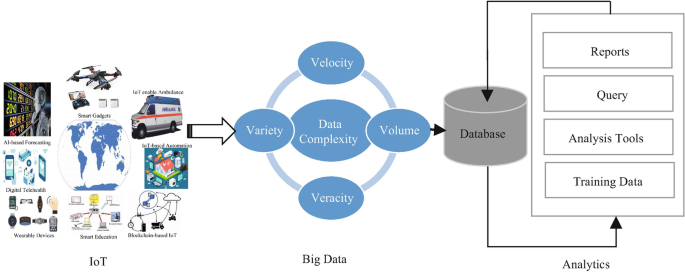 IoT enable Ambulance
Smart Gadgets
AI-based Forecasting
IoT-based Automation
Digital Telehealth
Wearable Devices
Smart Education
Blockchain-based IoT
IoT
Velocity
Variety
Data
Complexity
Volume
Veracity
Big Data
Database
Reports
Query
Analysis Tools
Training Data
Analytics